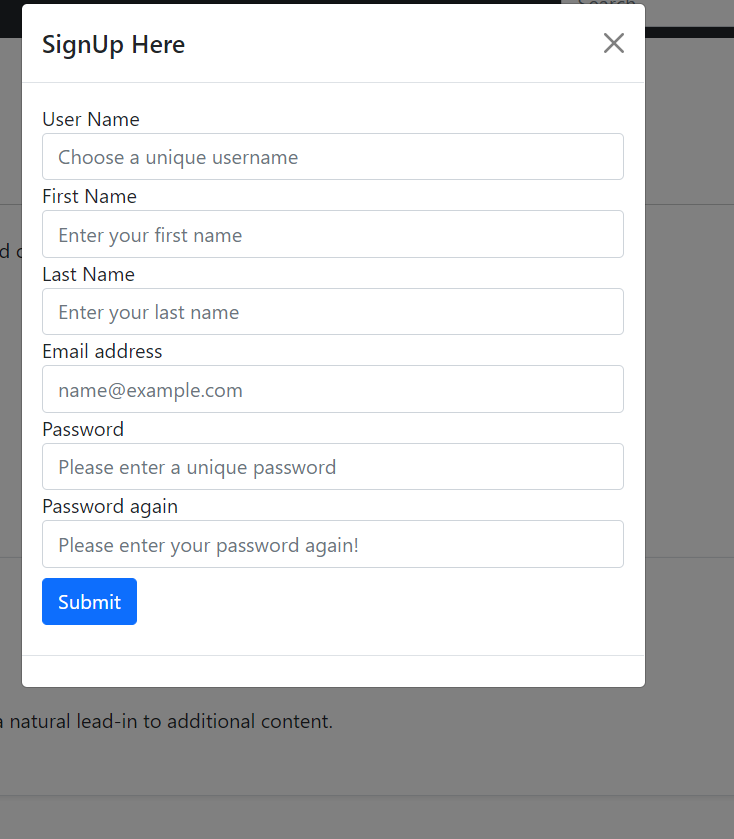 Search
SignUp Here
User Name
Choose a unique username
First Name
Enter your first name
Last Name
Enter your last name
Email address
name@example.com
Password
Please enter a unique password
Password again
Please enter your password again!
Submit
a natural lead-in to additional content.